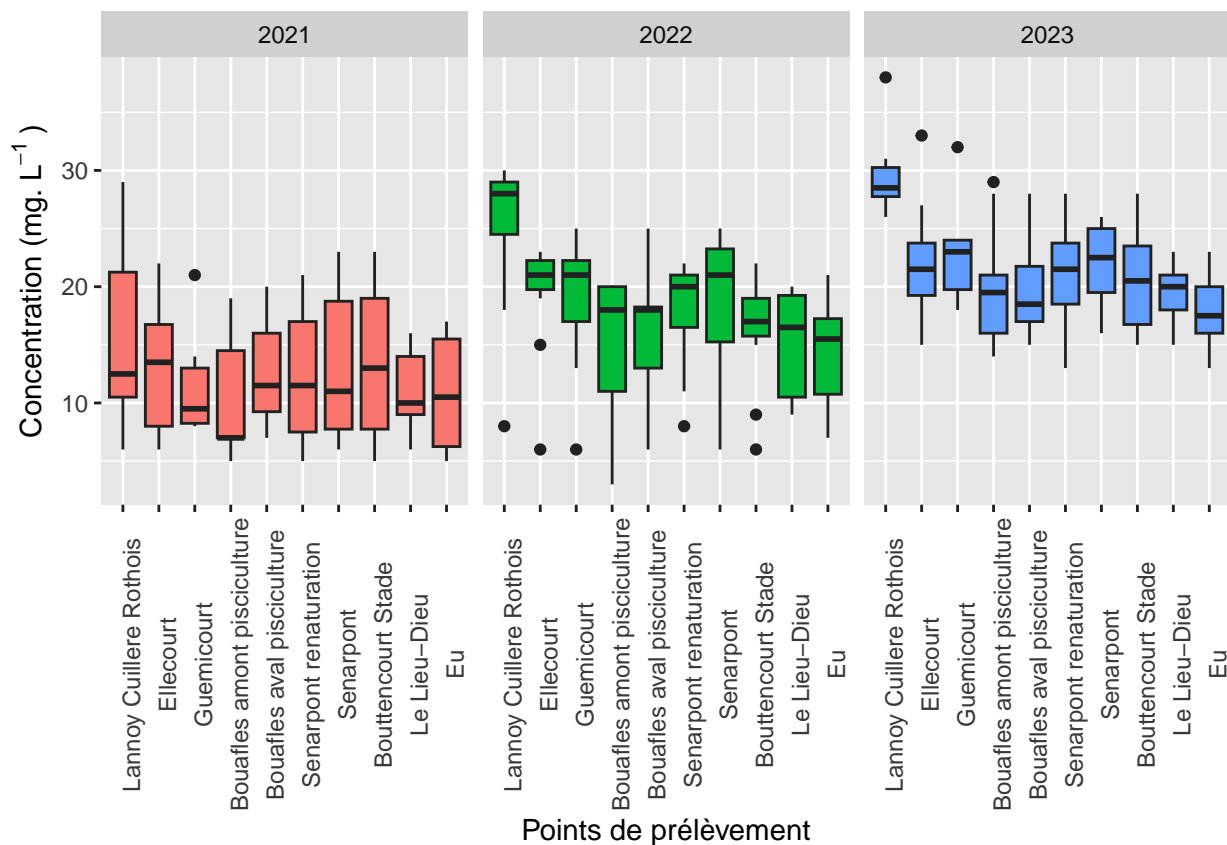 2021
2022
2023
Concentration (mg. L⁻¹ )
30
20
10
Lannoy Cuillere Rothois
Ellecourt
Guemicourt
Bouafles amont pisciculture
Bouafles aval pisciculture
Senarpont renaturation
Senarpont
Bouttencourt Stade
Le Lieu−Dieu
Eu
Lannoy Cuillere Rothois
Ellecourt
Guemicourt
Bouafles amont pisciculture
Bouafles aval pisciculture
Senarpont renaturation
Senarpont
Bouttencourt Stade
Le Lieu−Dieu
Eu
Lannoy Cuillere Rothois
Ellecourt
Guemicourt
Bouafles amont pisciculture
Bouafles aval pisciculture
Senarpont renaturation
Senarpont
Bouttencourt Stade
Le Lieu−Dieu
Eu
Points de prélèvement